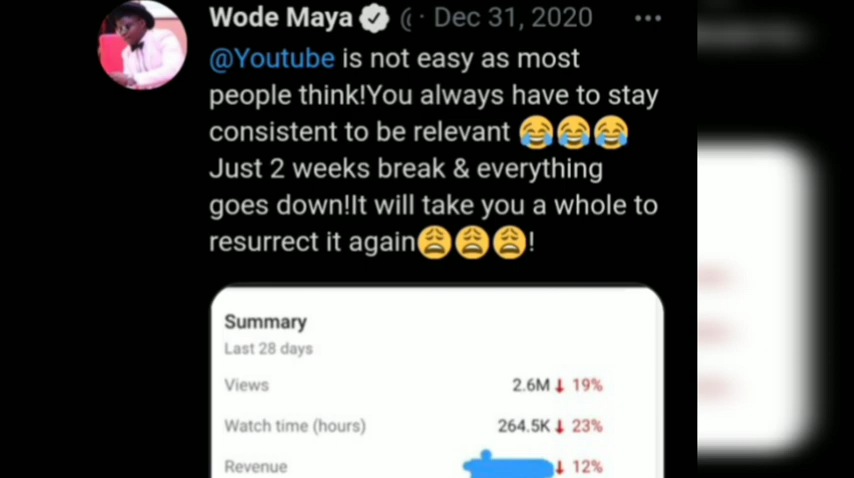 Wode Maya ( · Dec 31, 2020 ...
@Youtube is not easy as most
people think!You always have to stay
consistent to be relevant 😂😂😂
Just 2 weeks break & everything
goes down!It will take you a whole to
resurrect it again😩😩😩!
Summary
Last 28 days
Views 2.6M ↓ 19%
Watch time (hours) 264.5K ↓ 23%
Revenue ↓ 12%